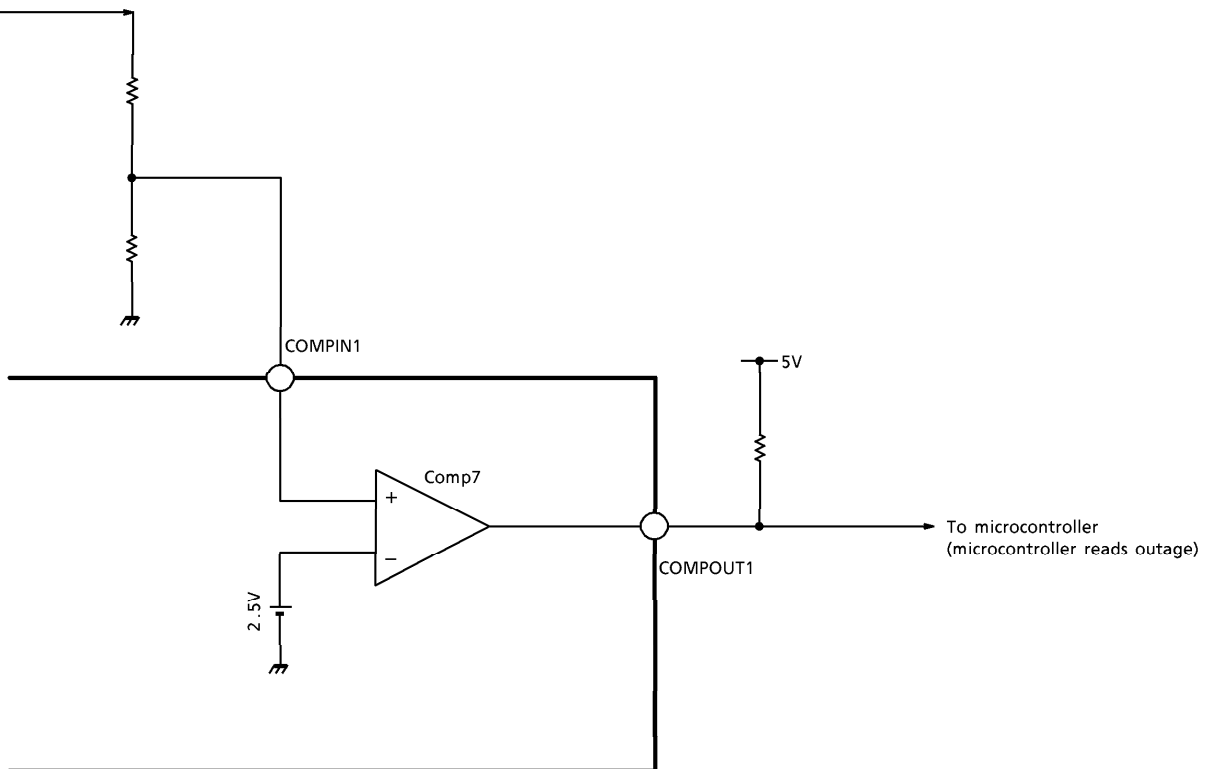 COMPIN1
5V
Comp7
+
−
To microcontroller
(microcontroller reads outage)
COMPOUT1
2.5V